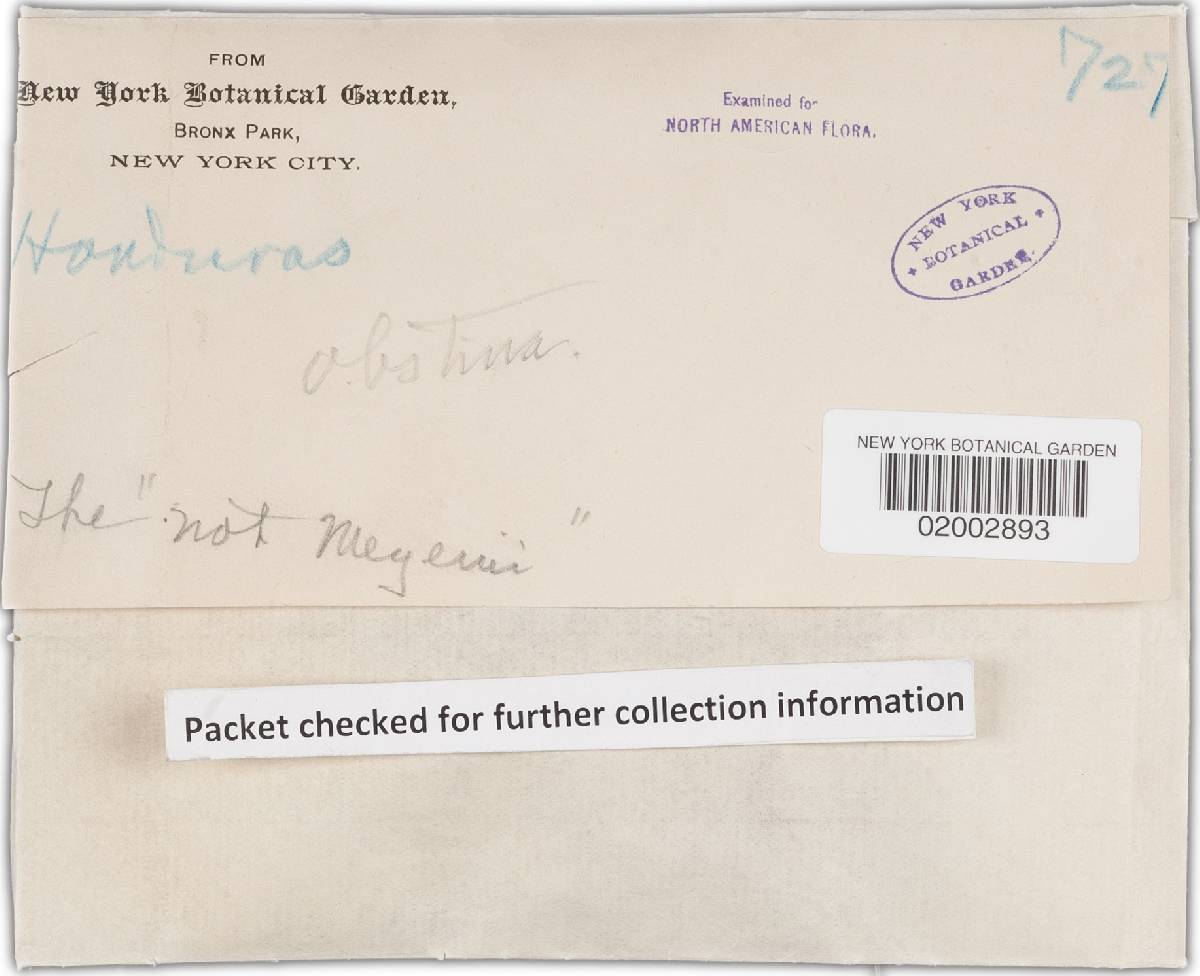 FROM
New York Botanical Garden,
BRONX PARK,
NEW YORK CITY.
727
Examined for
NORTH AMERICAN FLORA.
NEW YORK
BOTANICAL
GARDEN.
Honduras
obstina.
The "not Meyenii"
NEW YORK BOTANICAL GARDEN
02002893
Packet checked for further collection information